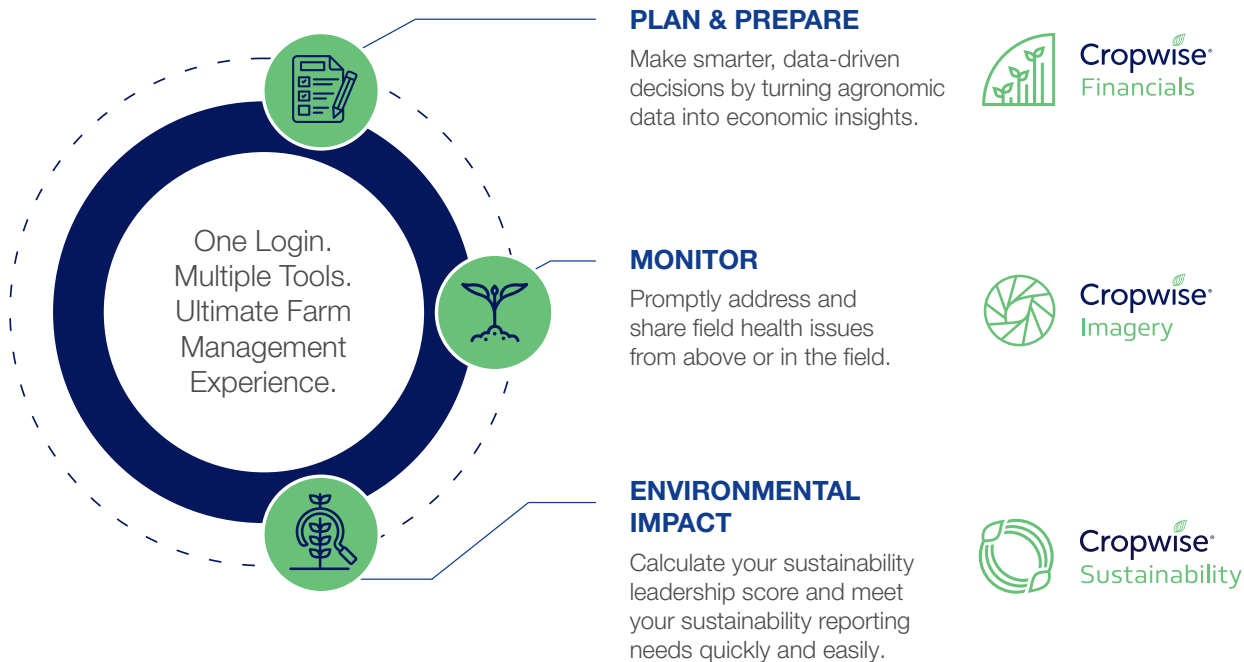 One Login.
Multiple Tools.
Ultimate Farm
Management
Experience.
PLAN & PREPARE
Make smarter, data-driven
decisions by turning agronomic
data into economic insights.
Cropwise®
Financials
MONITOR
Promptly address and
share field health issues
from above or in the field.
Cropwise®
Imagery
ENVIRONMENTAL
IMPACT
Calculate your sustainability
leadership score and meet
your sustainability reporting
needs quickly and easily.
Cropwise®
Sustainability